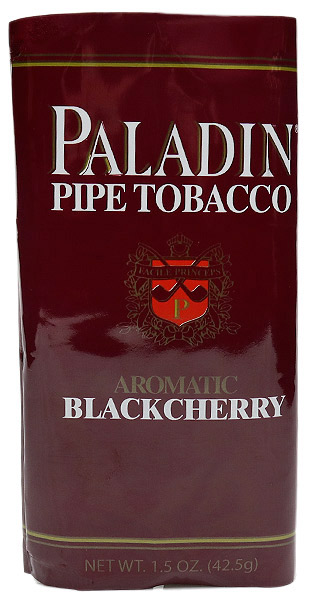 PALADIN®
PIPE TOBACCO
FACILE PRINCEPS
P
AROMATIC
BLACKCHERRY
NET WT. 1.5 OZ. (42.5g)